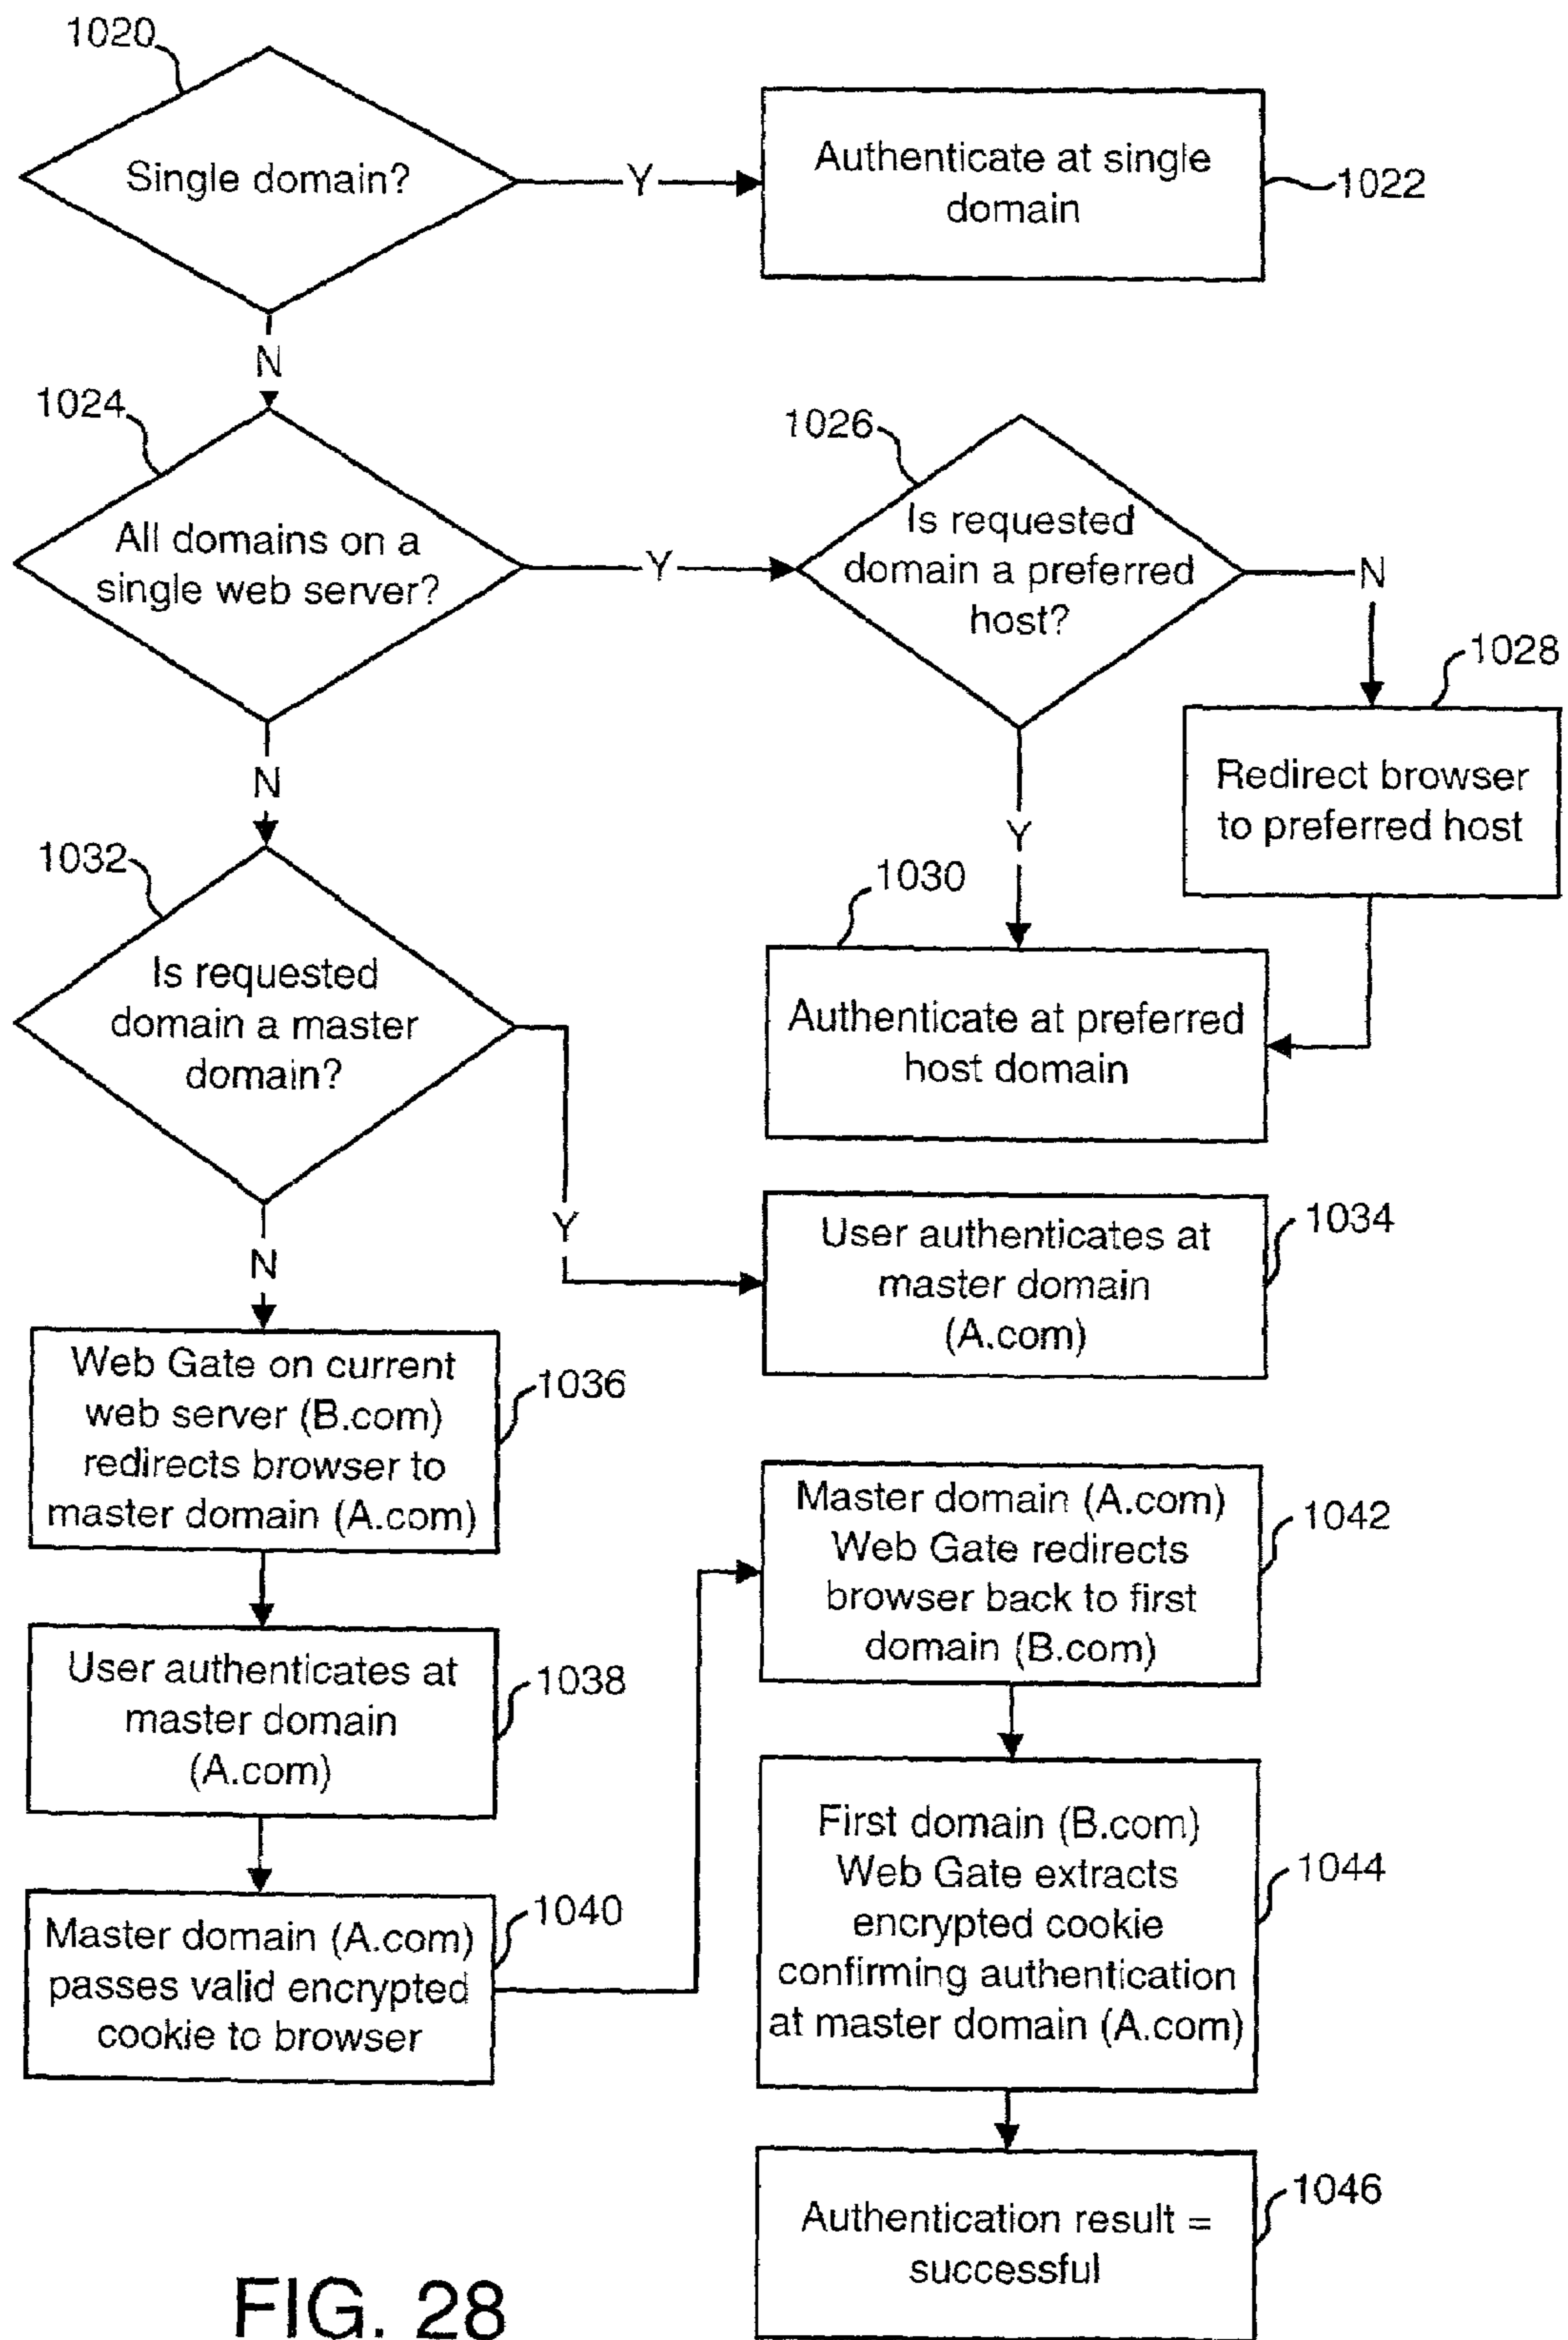 1020
Single domain?
Y
Authenticate at single
domain
1022
N
1024
All domains on a
single web server?
Y
1026
Is requested
domain a preferred
host?
N
1028
Redirect browser
to preferred host
Y
1030
Authenticate at preferred
host domain
N
1032
Is requested
domain a master
domain?
Y
1034
User authenticates at
master domain
(A.com)
N
Web Gate on current
web server (B.com)
redirects browser to
master domain (A.com)
1036
User authenticates at
master domain
(A.com)
1038
Master domain (A.com)
passes valid encrypted
cookie to browser
1040
Master domain (A.com)
Web Gate redirects
browser back to first
domain (B.com)
1042
First domain (B.com)
Web Gate extracts
encrypted cookie
confirming authentication
at master domain (A.com)
1044
Authentication result =
successful
1046
FIG. 28